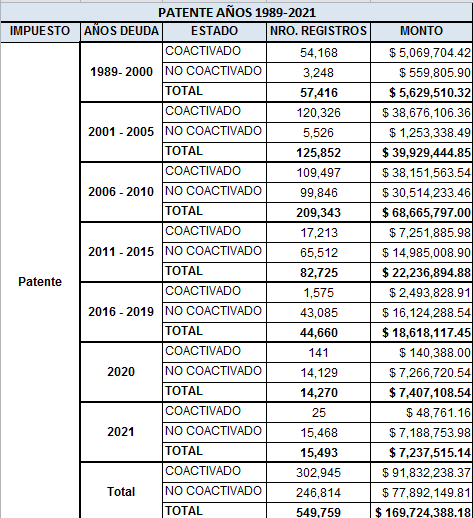 PATENTE AÑOS 1989-2021
IMPUESTO AÑOS DEUDA ESTADO NRO. REGISTROS MONTO
Patente
1989- 2000
COACTIVADO 54,168 $ 5,069,704.42
NO COACTIVADO 3,248 $ 559,805.90
TOTAL 57,416 $ 5,629,510.32
2001 - 2005
COACTIVADO 120,326 $ 38,676,106.36
NO COACTIVADO 5,526 $ 1,253,338.49
TOTAL 125,852 $ 39,929,444.85
2006 - 2010
COACTIVADO 109,497 $ 38,151,563.54
NO COACTIVADO 99,846 $ 30,514,233.46
TOTAL 209,343 $ 68,665,797.00
2011 - 2015
COACTIVADO 17,213 $ 7,251,885.98
NO COACTIVADO 65,512 $ 14,985,008.90
TOTAL 82,725 $ 22,236,894.88
2016 - 2019
COACTIVADO 1,575 $ 2,493,828.91
NO COACTIVADO 43,085 $ 16,124,288.54
TOTAL 44,660 $ 18,618,117.45
2020
COACTIVADO 141 $ 140,388.00
NO COACTIVADO 14,129 $ 7,266,720.54
TOTAL 14,270 $ 7,407,108.54
2021
COACTIVADO 25 $ 48,761.16
NO COACTIVADO 15,468 $ 7,188,753.98
TOTAL 15,493 $ 7,237,515.14
Total
COACTIVADO 302,945 $ 91,832,238.37
NO COACTIVADO 246,814 $ 77,892,149.81
TOTAL 549,759 $ 169,724,388.18